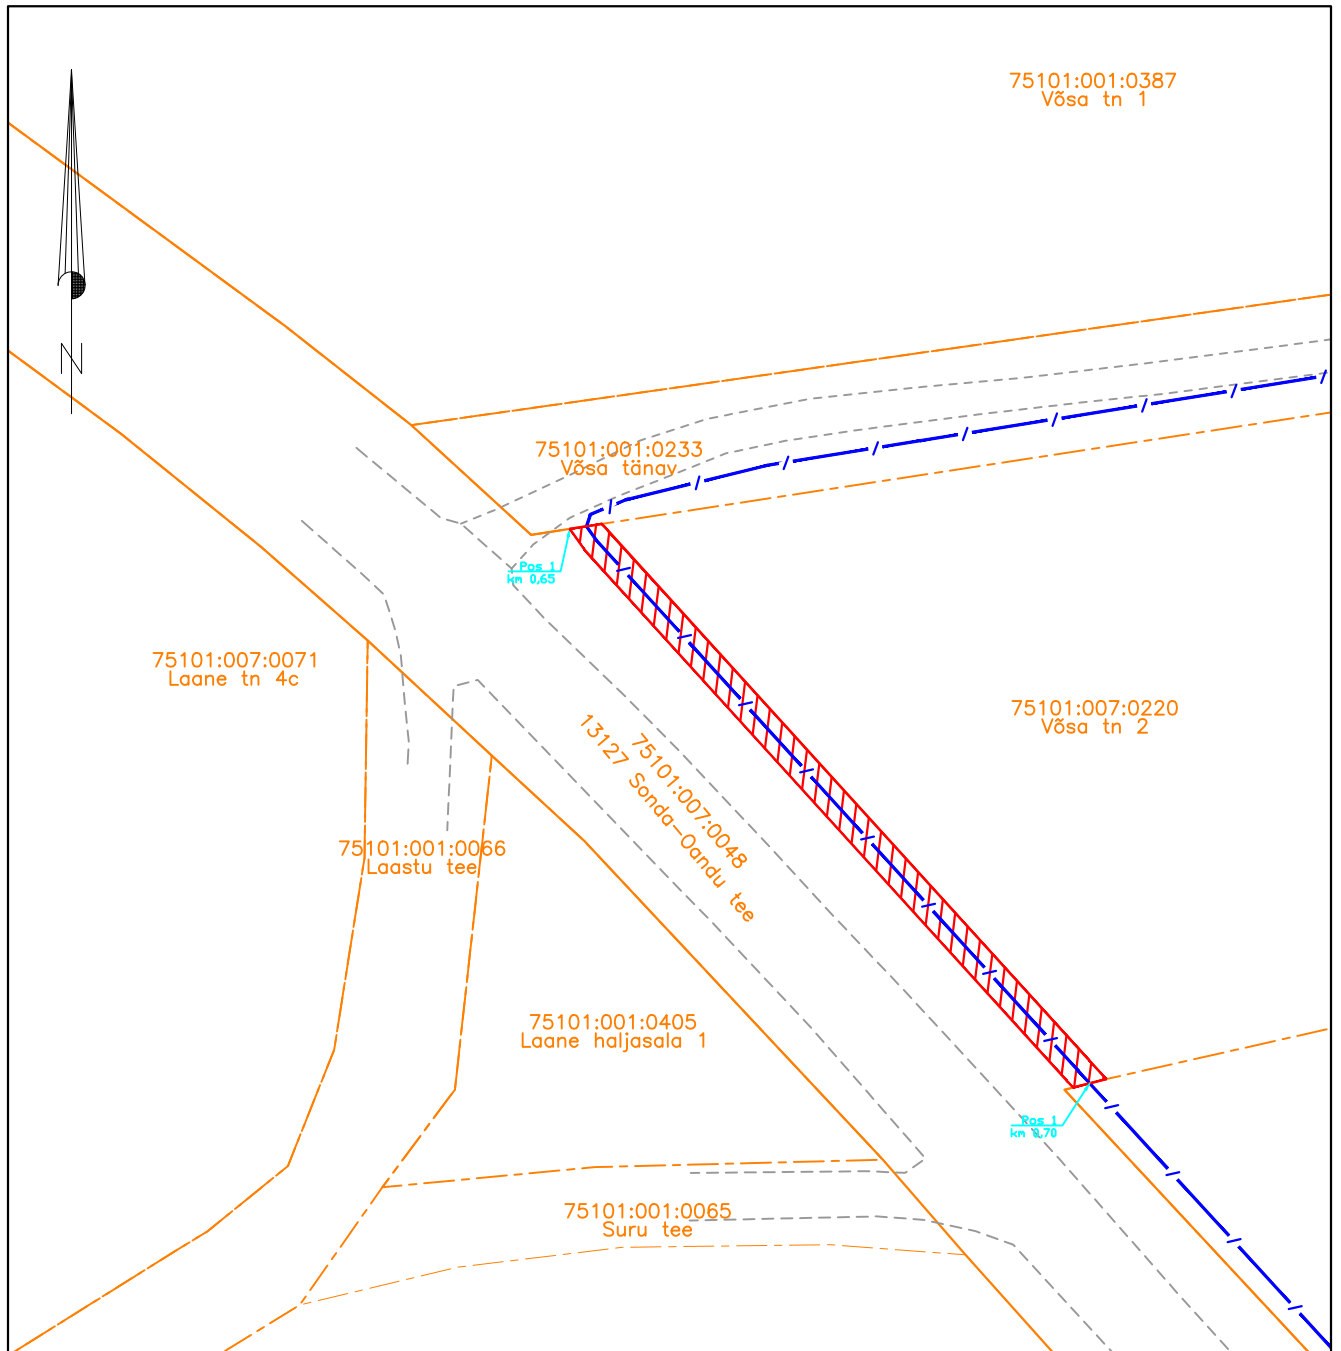 75101:001:0387
Võsa tn 1
N
75101:001:0233
Võsa tänav
Pos 1
km 0,65
75101:007:0071
Laane tn 4c
75101:007:0220
Võsa tn 2
75101:007:0048
13127 Sonda-Oandu tee
75101:001:0066
Laastu tee
75101:001:0405
Laane haljasala 1
Pos 1
km 0,70
75101:001:0065
Suru tee